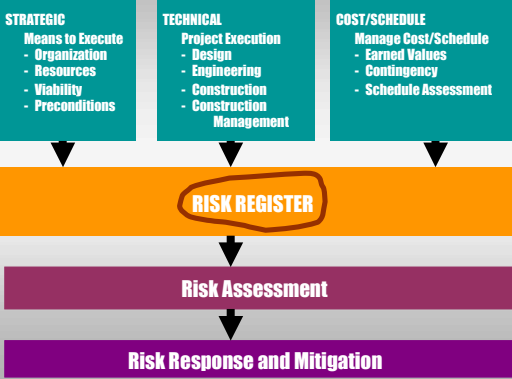 STRATEGIC
Means to Execute
- Organization
- Resources
- Viability
- Preconditions
TECHNICAL
Project Execution
- Design
- Engineering
- Construction
- Construction
Management
COST/SCHEDULE
Manage Cost/Schedule
- Earned Values
- Contingency
- Schedule Assessment
RISK REGISTER
Risk Assessment
Risk Response and Mitigation